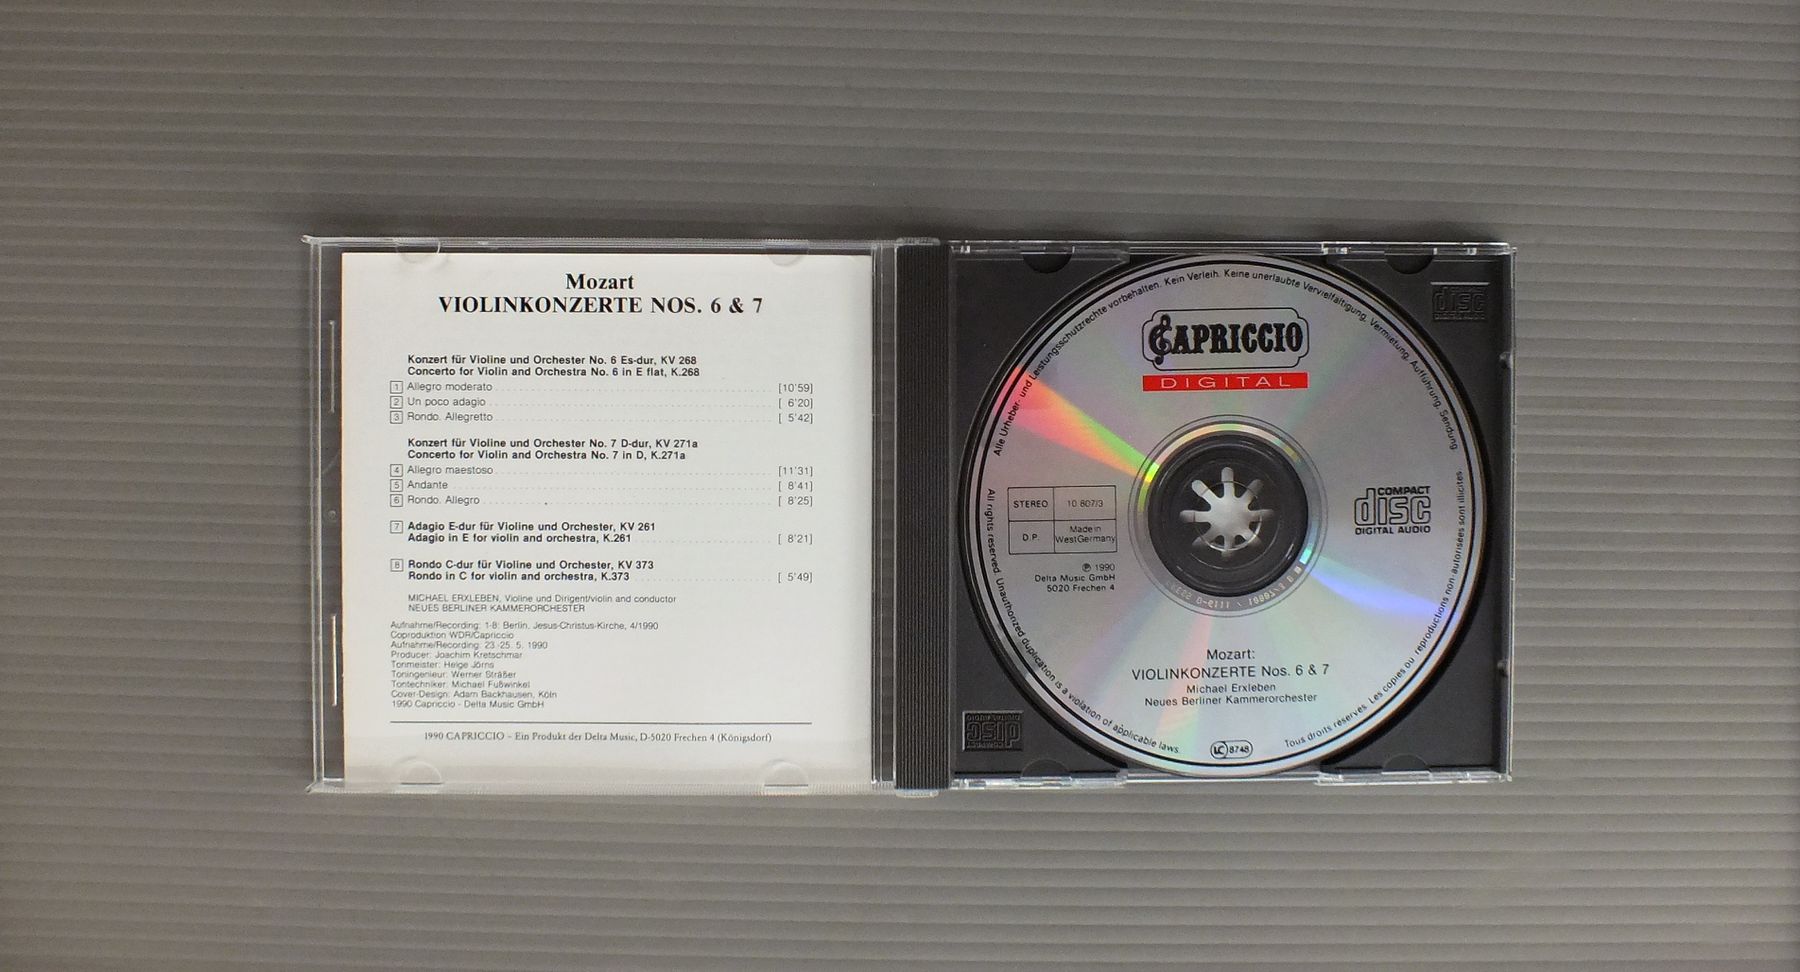 Mozart
VIOLINKONZERTE NOS. 6 & 7
Konzert für Violine und Orchester No. 6 Es-dur, KV 268
Concerto for Violin and Orchestra No. 6 in E flat, K.268
1 Allegro moderato [10'59]
2 Un poco adagio [ 6'20]
3 Rondo. Allegretto [ 5'42]
Konzert für Violine und Orchester No. 7 D-dur, KV 271a
Concerto for Violin and Orchestra No. 7 in D, K.271a
4 Allegro maestoso [11'31]
5 Andante [ 8'41]
6 Rondo. Allegro [ 8'25]
7 Adagio E-dur für Violine und Orchester, KV 261
Adagio in E for violin and orchestra, K.261 [ 8'21]
8 Rondo C-dur für Violine und Orchester, KV 373
Rondo in C for violin and orchestra, K.373 [ 5'49]
MICHAEL ERXLEBEN, Violine und Dirigent/violin and conductor
NEUES BERLINER KAMMERORCHESTER
Aufnahme/Recording: 1-8: Berlin, Jesus-Christus-Kirche, 4/1990
Coproduktion WDR/Capriccio
Aufnahme/Recording: 23.-25. 5. 1990
Producer: Joachim Kretschmar
Tonmeister: Helge Jörns
Toningenieur: Werner Sträßer
Tontechniker: Michael Fußwinkel
Cover-Design: Adam Backhausen, Köln
1990 Capriccio - Delta Music GmbH
1990 CAPRICCIO – Ein Produkt der Delta Music, D-5020 Frechen 4 (Königsdorf)
Alle Urheber- und Leistungsschutzrechte vorbehalten. Kein Verleih. Keine unerlaubte Vervielfältigung, Vermietung, Aufführung, Sendung
CAPRICCIO
DIGITAL
STEREO 10 807/3
D.P. Made in WestGermany
℗ 1990
Delta Music GmbH
5020 Frechen 4
COMPACT
disc
DIGITAL AUDIO
Mozart:
VIOLINKONZERTE Nos. 6 & 7
Michael Erxleben
Neues Berliner Kammerorchester
LC 8748
All rights reserved. Unauthorized duplication is a violation of applicable laws.
Tous droits réservés. Les copies ou reproductions non-autorisées sont illicites.
COMPACT
disc
DIGITAL AUDIO
COMPACT
disc
DIGITAL AUDIO